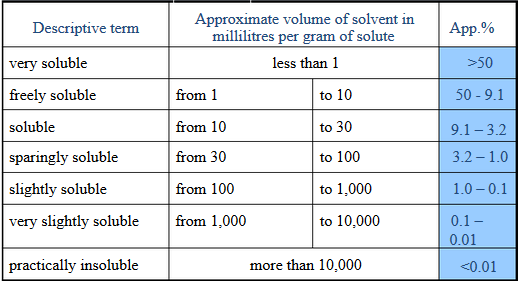 Descriptive term Approximate volume of solvent in millilitres per gram of solute App.%
very soluble less than 1 >50
freely soluble from 1 to 10 50 - 9.1
soluble from 10 to 30 9.1 – 3.2
sparingly soluble from 30 to 100 3.2 – 1.0
slightly soluble from 100 to 1,000 1.0 – 0.1
very slightly soluble from 1,000 to 10,000 0.1 –
0.01
practically insoluble more than 10,000 <0.01